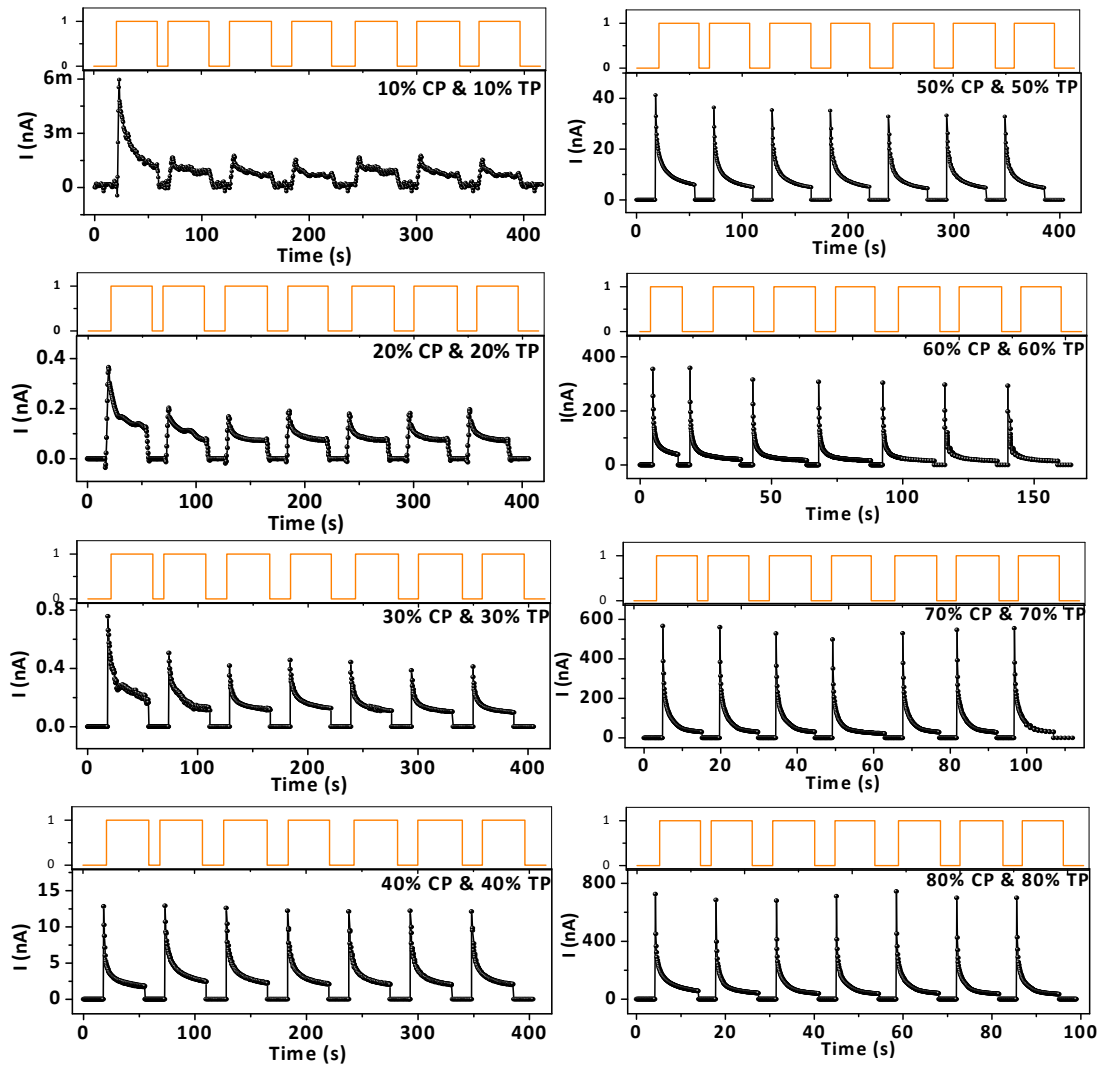 1
0
6m
3m
0
10% CP & 10% TP
I (nA)
0 100 200 300 400
Time (s)
1
0
40
20
0
50% CP & 50% TP
I (nA)
0 100 200 300 400
Time (s)
1
0
0.4
0.2
0.0
20% CP & 20% TP
I (nA)
0 100 200 300 400
Time (s)
1
0
400
200
0
60% CP & 60% TP
I(nA)
0 50 100 150
Time (s)
1
0
0.8
0.4
0.0
30% CP & 30% TP
I (nA)
0 100 200 300 400
Time (s)
1
0
600
400
200
0
70% CP & 70% TP
I (nA)
0 20 40 60 80 100
Time (s)
1
0
15
10
5
0
40% CP & 40% TP
I (nA)
0 100 200 300 400
Time (s)
1
0
800
400
0
80% CP & 80% TP
I (nA)
0 20 40 60 80 100
Time (s)